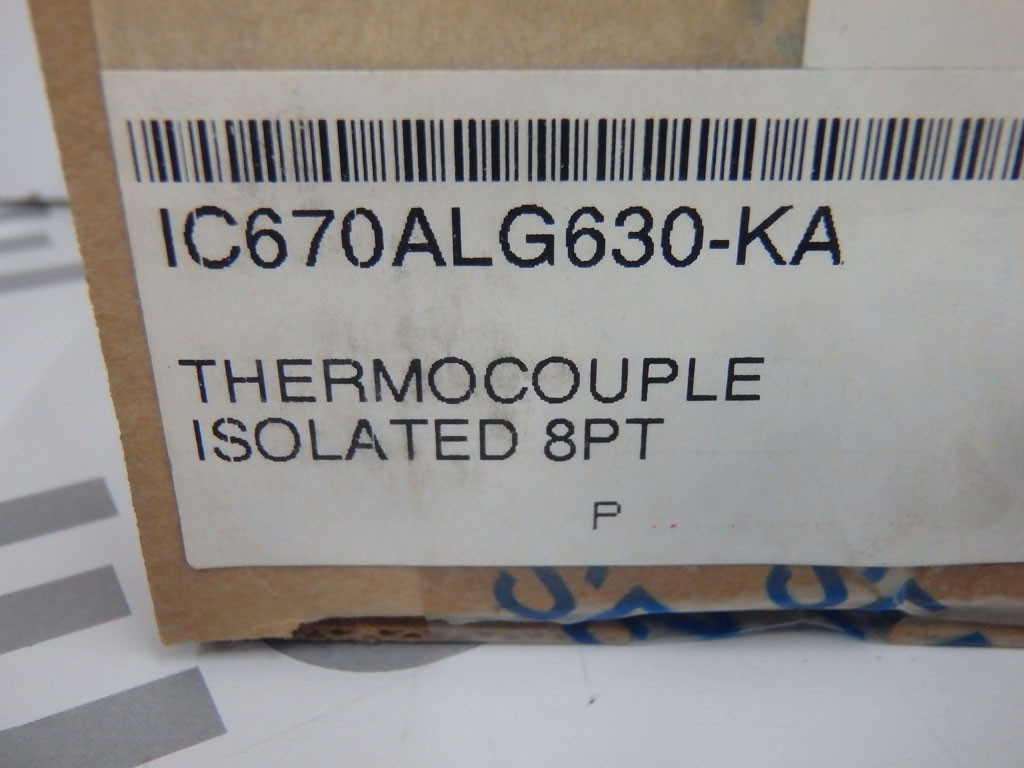 IC670ALG630-KA
THERMOCOUPLE
ISOLATED 8PT
P